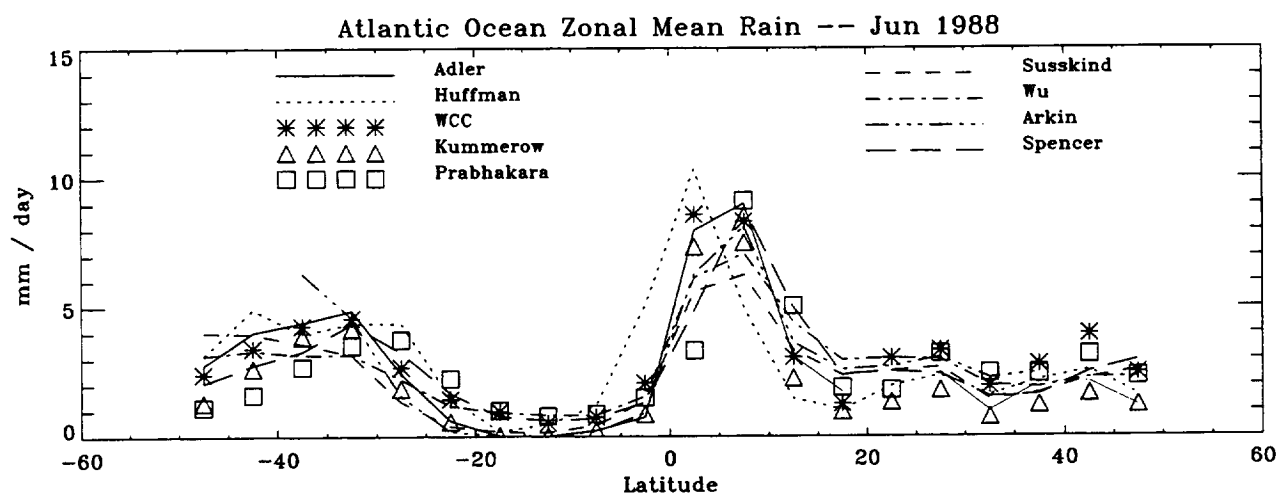 Atlantic Ocean Zonal Mean Rain -- Jun 1988
15
10
5
0
mm / day
Adler
Huffman
WCC
Kummerow
Prabhakara
Susskind
Wu
Arkin
Spencer
-60
-40
-20
0
20
40
60
Latitude